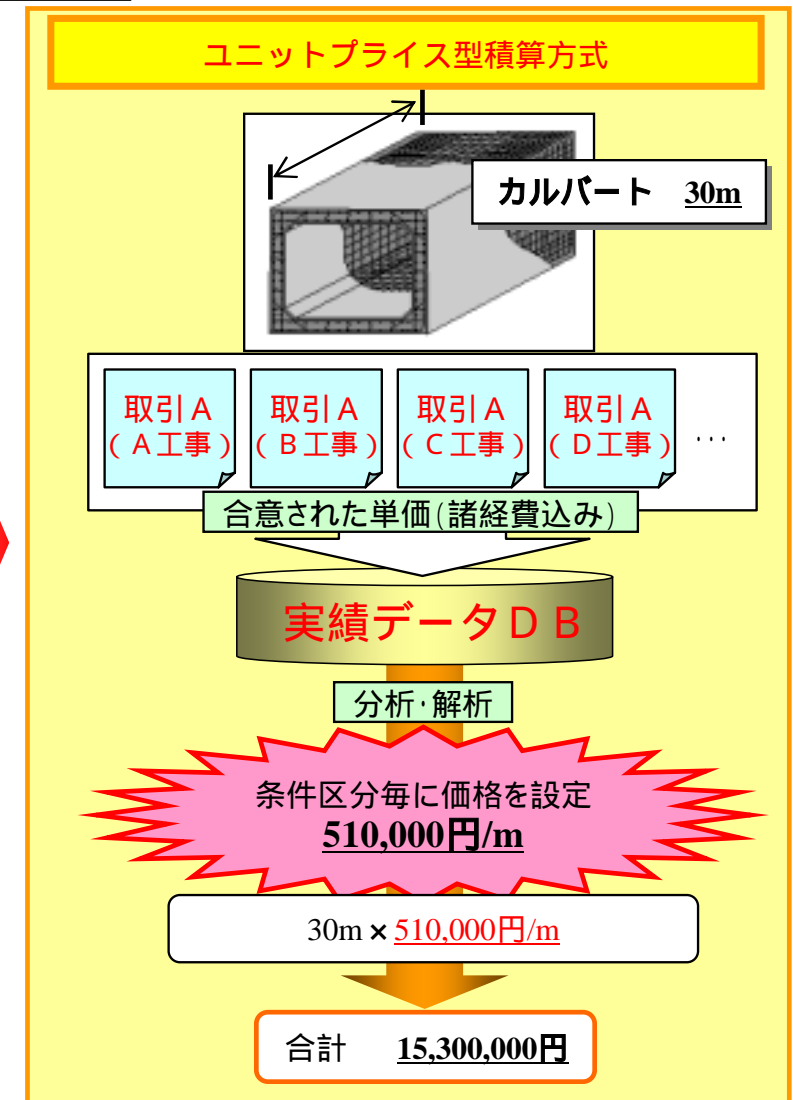 ユニットプライス型積算方式
カルバート　30m
取引A
(A工事)
取引A
(B工事)
取引A
(C工事)
取引A
(D工事)
…
合意された単価(諸経費込み)
実績データDB
分析・解析
条件区分毎に価格を設定
510,000円/m
30m×510,000円/m
合計　15,300,000円